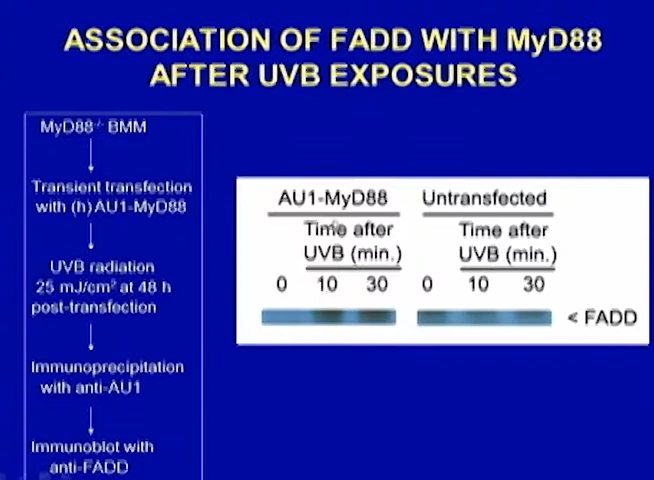 ASSOCIATION OF FADD WITH MyD88
AFTER UVB EXPOSURES
MyD88-/- BMM
Transient transfection
with (h) AU1-MyD88
UVB radiation
25 mJ/cm² at 48 h
post-transfection
Immunoprecipitation
with anti-AU1
Immunoblot with
anti-FADD
AU1-MyD88 Untransfected
Time after Time after
UVB (min.) UVB (min.)
0 10 30 0 10 30
< FADD